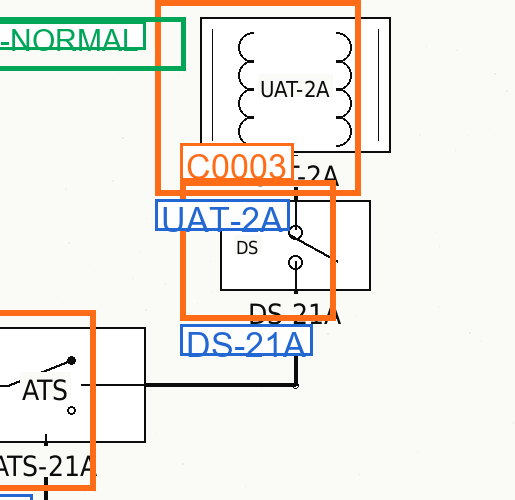 -NORMAL
UAT-2A
C0003
-2A
UAT-2A
DS
DS-21A
DS-21A
ATS
ATS-21A